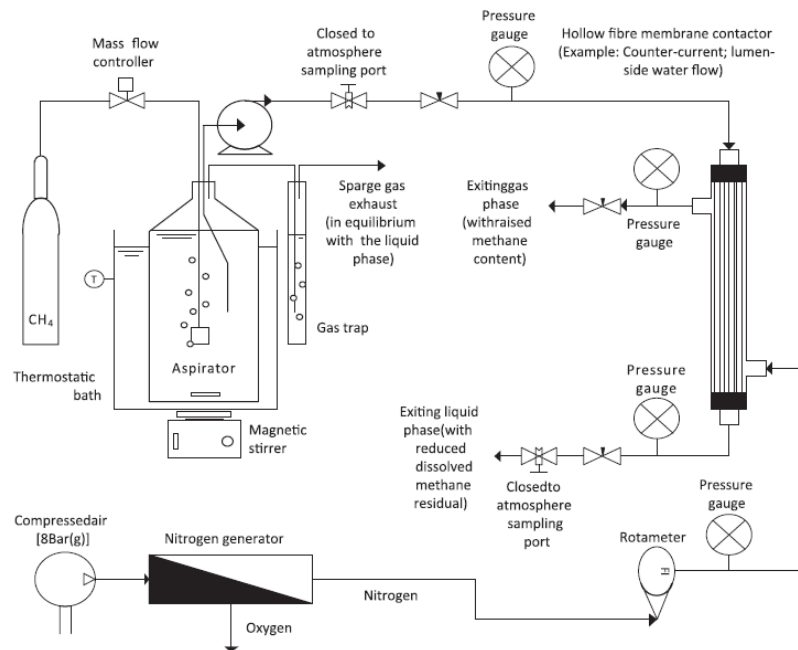 Pressure
gauge
Mass flow
controller
Closed to
atmosphere
sampling port
Hollow fibre membrane contactor
(Example: Counter-current; lumen-
side water flow)
Sparge gas
exhaust
(in equilibrium
with the liquid
phase)
Exitinggas
phase
(withraised
methane
content)
Pressure
gauge
T
CH4
Gas trap
Aspirator
Thermostatic
bath
Magnetic
stirrer
Pressure
gauge
Exiting liquid
phase(with
reduced
dissolved
methane
residual)
Closedto
atmosphere
sampling
port
Pressure
gauge
Compressedair
[8Bar(g)]
Nitrogen generator
Rotameter
FI
Nitrogen
Oxygen